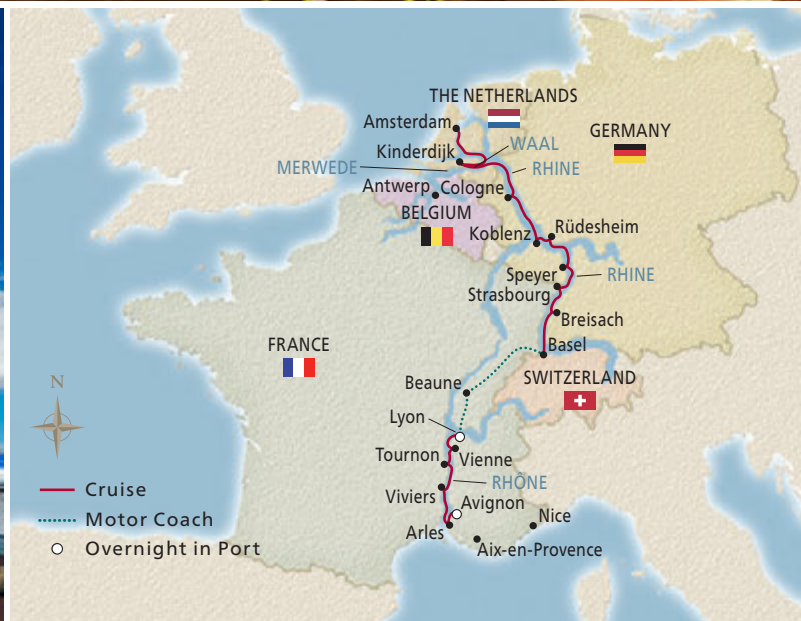 THE NETHERLANDS
Amsterdam
GERMANY
Kinderdijk
WAAL
MERWEDE
RHINE
Antwerp
Cologne
BELGIUM
Koblenz
Rüdesheim
Speyer
RHINE
Strasbourg
Breisach
FRANCE
Basel
Beaune
SWITZERLAND
N
Lyon
Tournon
Vienne
RHÔNE
Viviers
Avignon
Cruise
Motor Coach
Nice
Arles
Overnight in Port
Aix-en-Provence